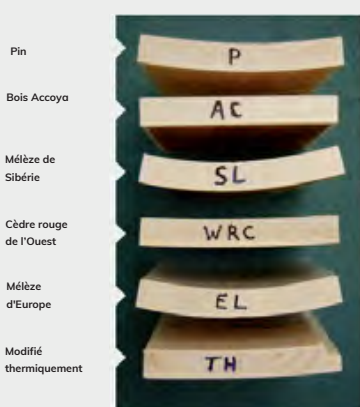 Pin
P
Bois Accoya
AC
Mélèze de
Sibérie
SL
Cèdre rouge
de l'Ouest
WRC
Mélèze
d'Europe
EL
Modifié
thermiquement
TH